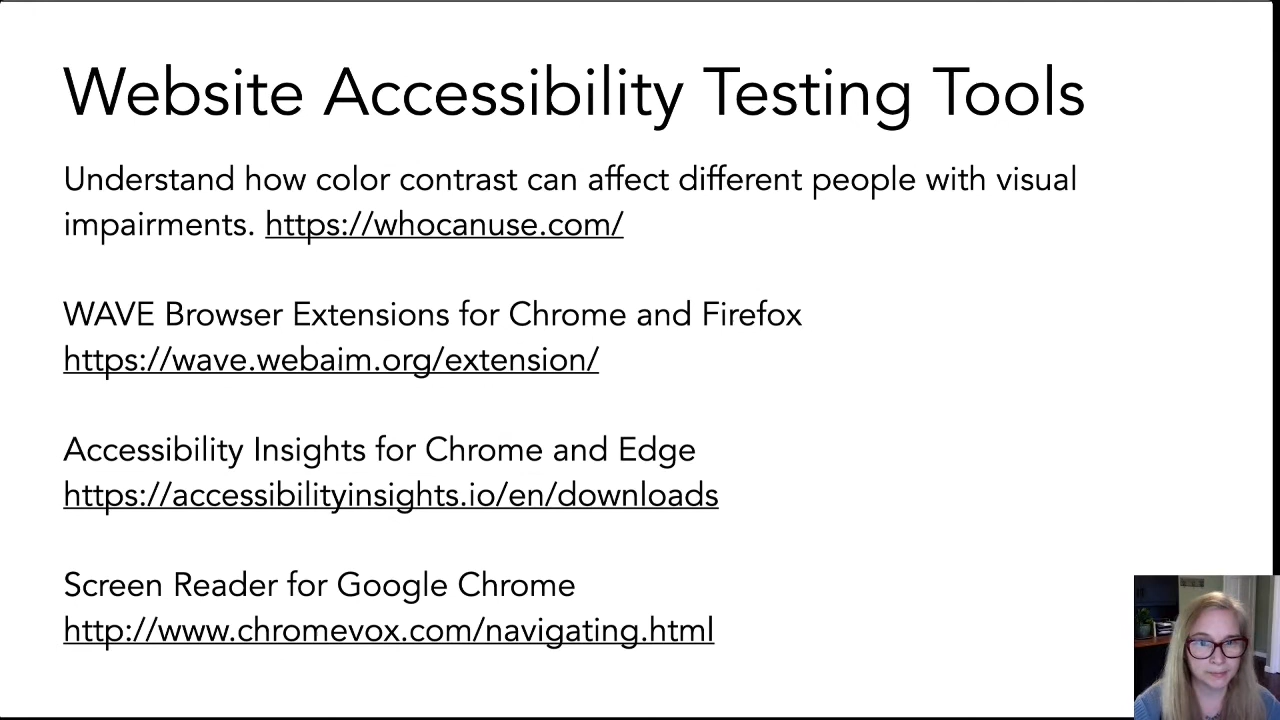 Website Accessibility Testing Tools
Understand how color contrast can affect different people with visual
impairments. https://whocanuse.com/
WAVE Browser Extensions for Chrome and Firefox
https://wave.webaim.org/extension/
Accessibility Insights for Chrome and Edge
https://accessibilityinsights.io/en/downloads
Screen Reader for Google Chrome
http://www.chromevox.com/navigating.html